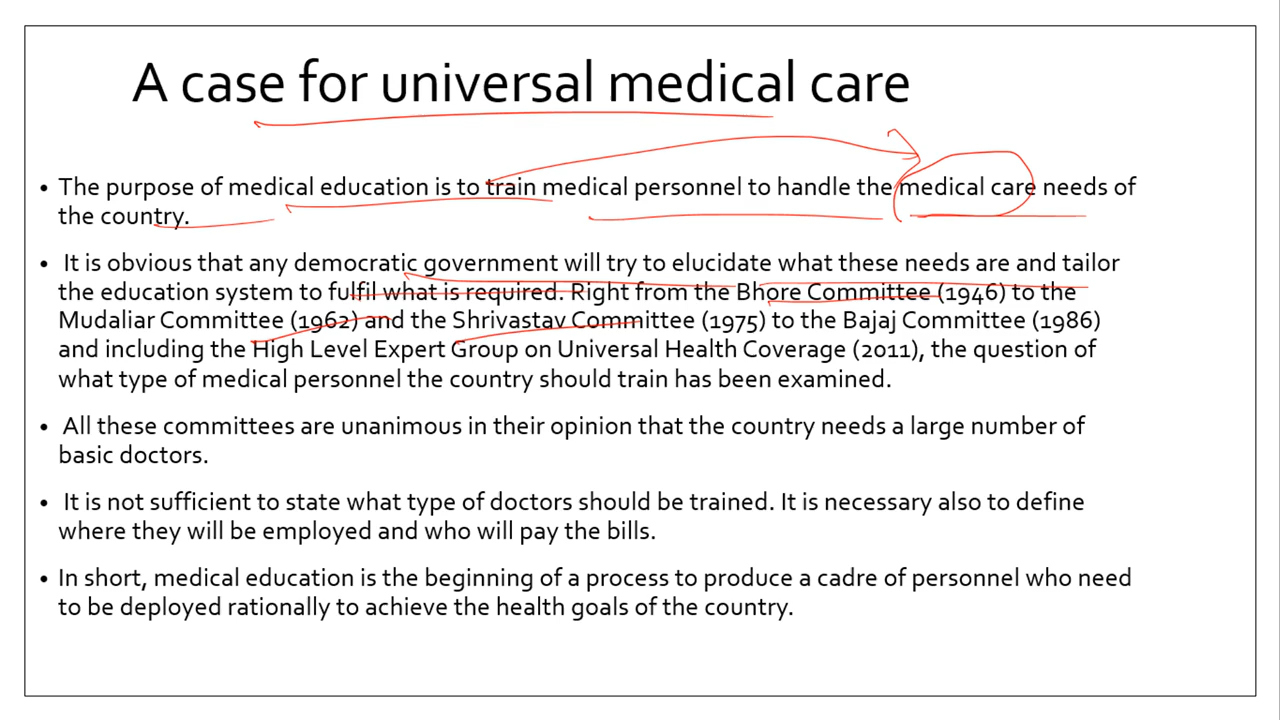 A case for universal medical care
• The purpose of medical education is to train medical personnel to handle the medical care needs of
the country.
• It is obvious that any democratic government will try to elucidate what these needs are and tailor
the education system to fulfil what is required. Right from the Bhore Committee (1946) to the
Mudaliar Committee (1962) and the Shrivastav Committee (1975) to the Bajaj Committee (1986)
and including the High Level Expert Group on Universal Health Coverage (2011), the question of
what type of medical personnel the country should train has been examined.
• All these committees are unanimous in their opinion that the country needs a large number of
basic doctors.
• It is not sufficient to state what type of doctors should be trained. It is necessary also to define
where they will be employed and who will pay the bills.
• In short, medical education is the beginning of a process to produce a cadre of personnel who need
to be deployed rationally to achieve the health goals of the country.